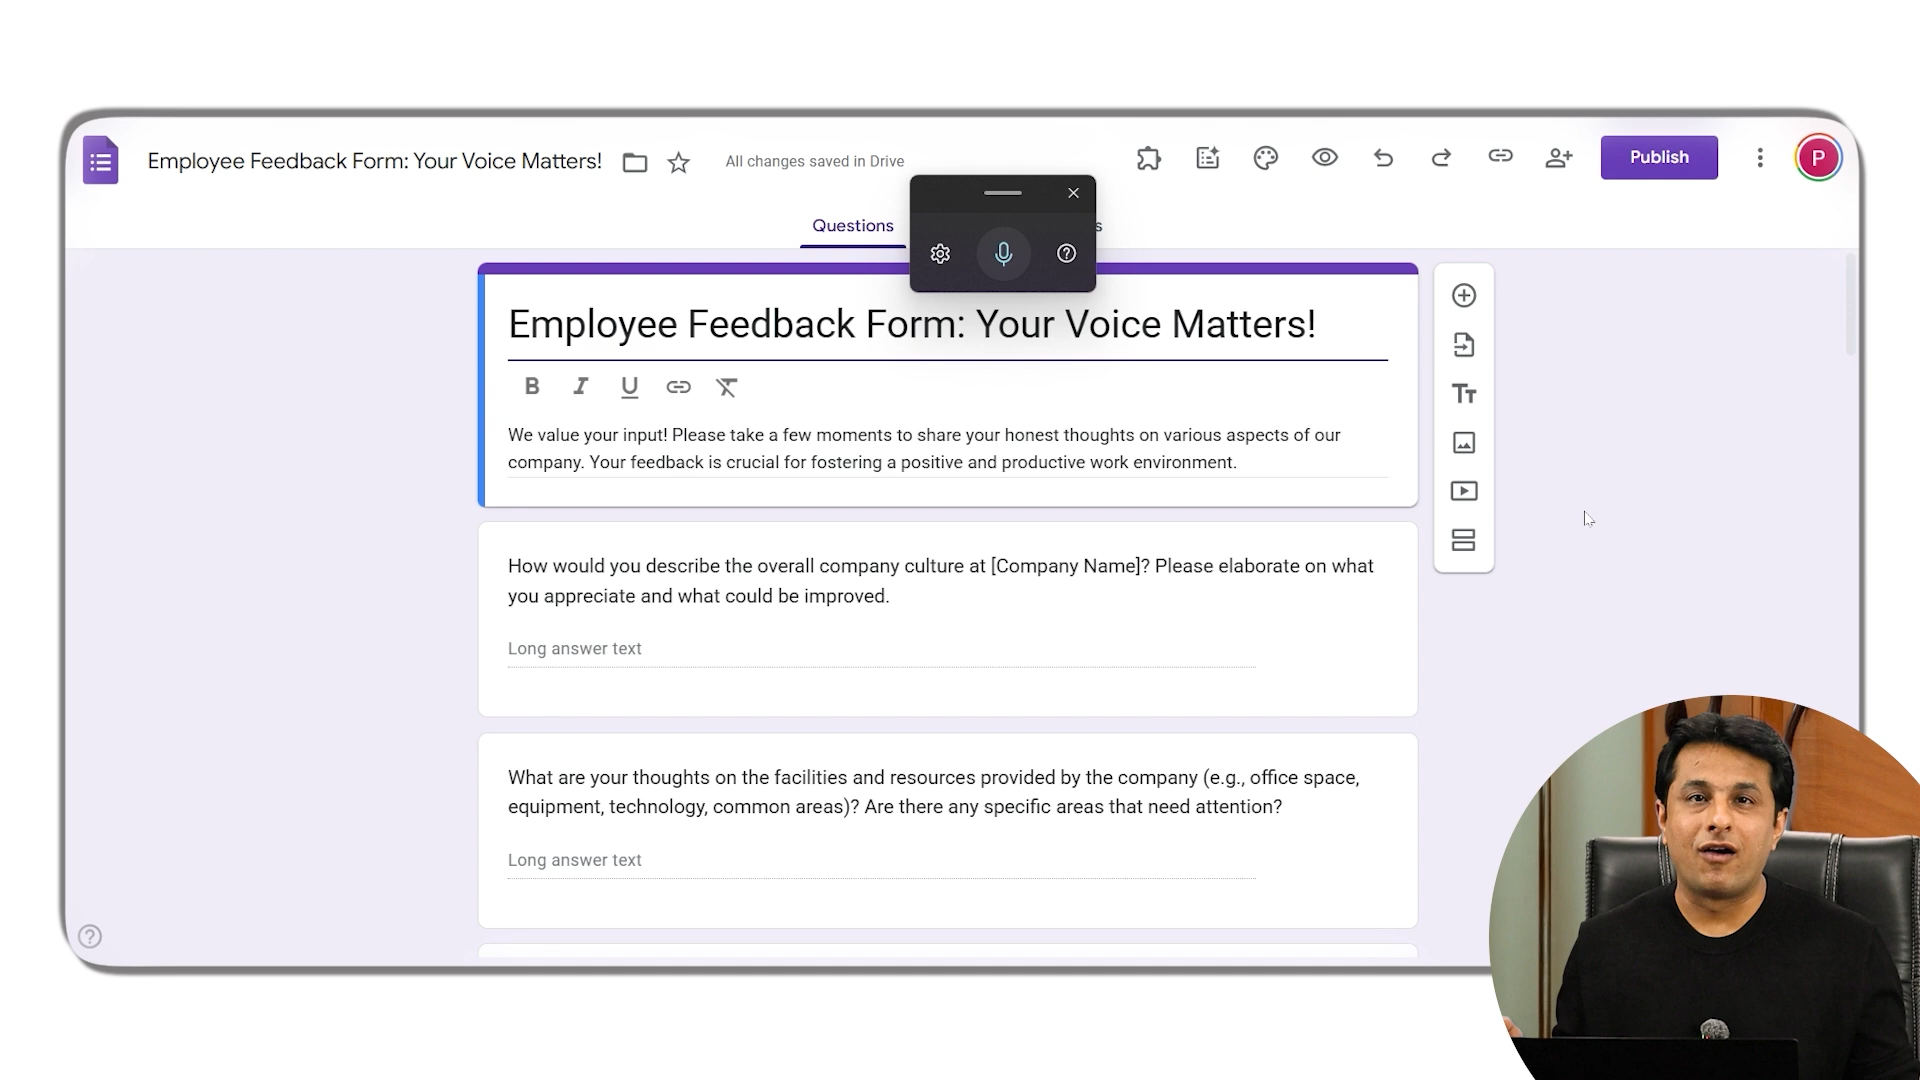 Employee Feedback Form: Your Voice Matters!
All changes saved in Drive
Publish
P
Questions
s
Employee Feedback Form: Your Voice Matters!
B I U
We value your input! Please take a few moments to share your honest thoughts on various aspects of our
company. Your feedback is crucial for fostering a positive and productive work environment.
Tт
How would you describe the overall company culture at [Company Name]? Please elaborate on what
you appreciate and what could be improved.
Long answer text
What are your thoughts on the facilities and resources provided by the company (e.g., office space,
equipment, technology, common areas)? Are there any specific areas that need attention?
Long answer text